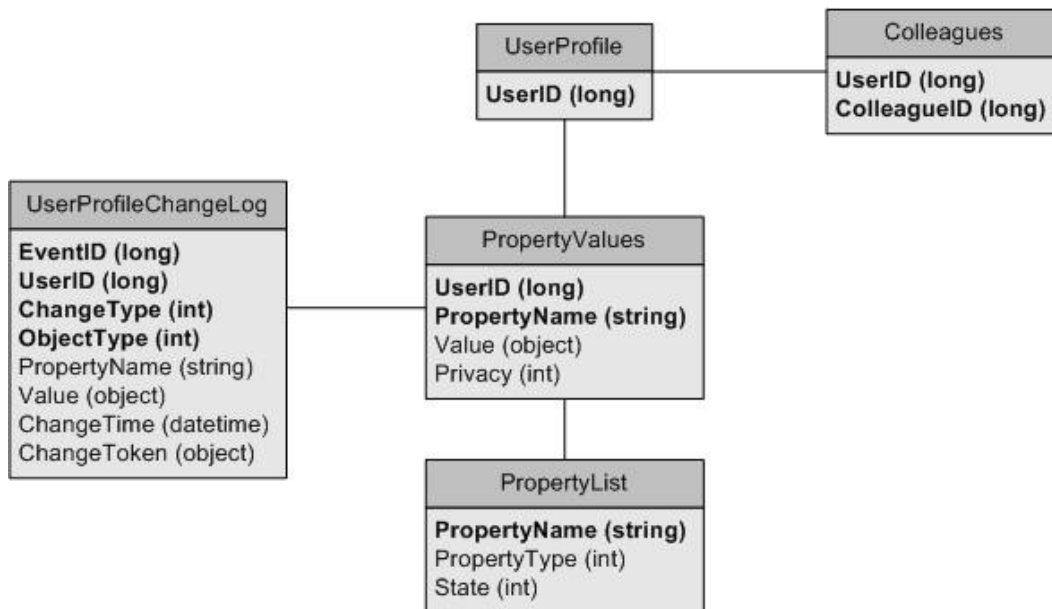 UserProfile
UserID (long)
Colleagues
UserID (long)
ColleagueID (long)
UserProfileChangeLog
EventID (long)
UserID (long)
ChangeType (int)
ObjectType (int)
PropertyName (string)
Value (object)
ChangeTime (datetime)
ChangeToken (object)
PropertyValues
UserID (long)
PropertyName (string)
Value (object)
Privacy (int)
PropertyList
PropertyName (string)
PropertyType (int)
State (int)